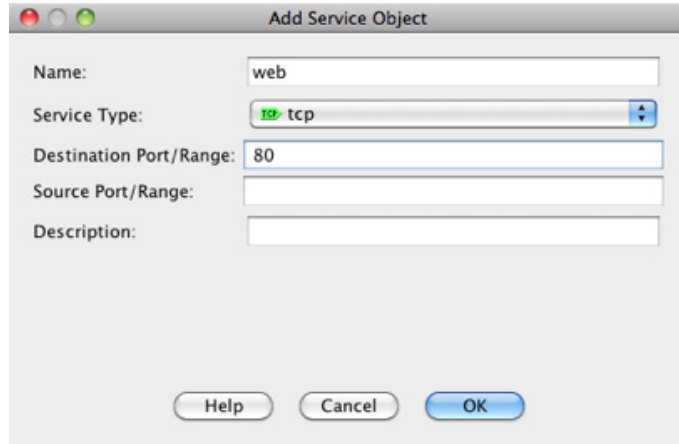 Add Service Object
Name: web
Service Type: TCP tcp
Destination Port/Range: 80
Source Port/Range:
Description:
Help Cancel OK